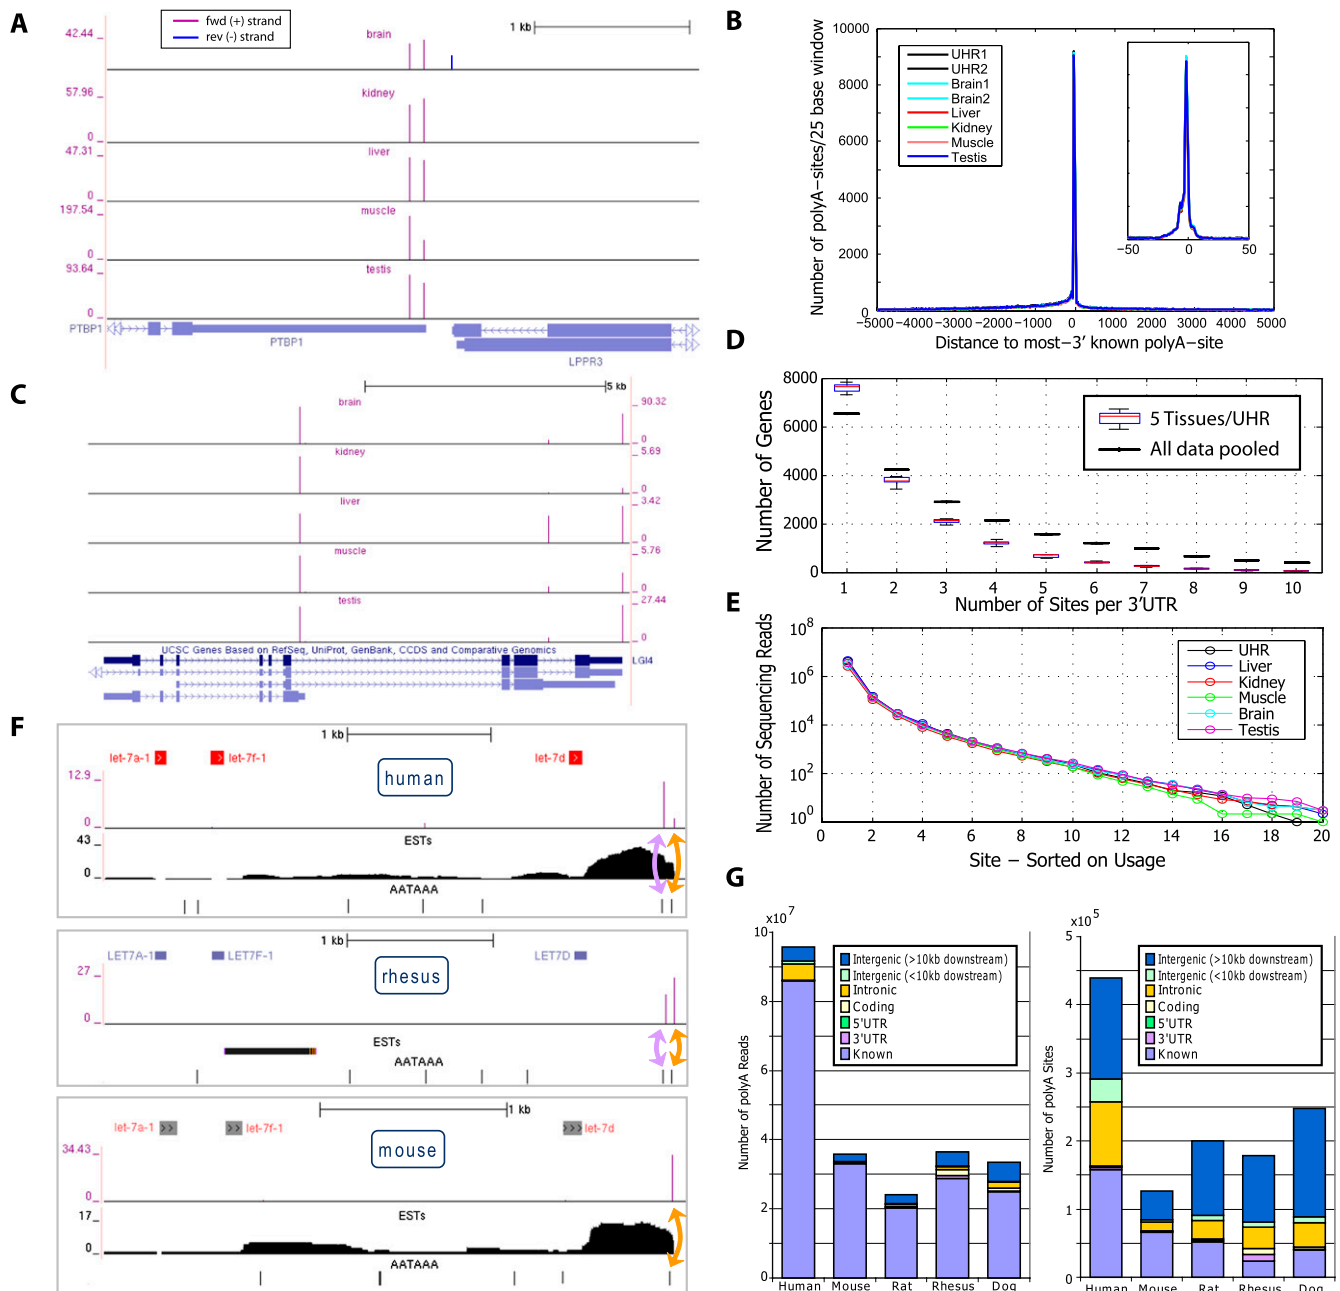 A
fwd (+) strand
rev (-) strand
1 kb
42.44
brain
57.96
kidney
0
47.31
liver
0
197.54
muscle
0
93.64
testis
0
PTBP1
PTBP1
LPPR3
B
Number of polyA−sites/25 base window
10000
8000
6000
4000
2000
0
UHR1
UHR2
Brain1
Brain2
Liver
Kidney
Muscle
Testis
−50
0
50
−5000 −4000 −3000 −2000 −1000 0 1000 2000 3000 4000 5000
Distance to most−3′ known polyA−site
C
5 kb
brain
90.32
0
kidney
5.69
0
liver
3.42
0
muscle
5.76
0
testis
27.44
0
UCSC Genes Based on RefSeq, UniProt, GenBank, CCDS and Comparative Genomics
LGI4
D
Number of Genes
8000
6000
4000
2000
0
5 Tissues/UHR
All data pooled
1 2 3 4 5 6 7 8 9 10
Number of Sites per 3′UTR
E
Number of Sequencing Reads
10^8
10^6
10^4
10^2
10^0
UHR
Liver
Kidney
Muscle
Brain
Testis
0 2 4 6 8 10 12 14 16 18 20
Site − Sorted on Usage
F
1 kb
let-7a-1
let-7f-1
let-7d
human
12.9
0
ESTs
43
0
AATAAA
1 kb
LET7A-1
LET7F-1
LET7D
rhesus
27
0
ESTs
AATAAA
1 kb
let-7a-1
let-7f-1
let-7d
mouse
34.43
0
ESTs
17
0
AATAAA
G
x10^7
Number of polyA Reads
10
8
6
4
2
0
Intergenic (>10kb downstream)
Intergenic (<10kb downstream)
Intronic
Coding
5'UTR
3'UTR
Known
Human Mouse Rat Rhesus Dog
x10^5
Number of polyA Sites
5
4
3
2
1
0
Intergenic (>10kb downstream)
Intergenic (<10kb downstream)
Intronic
Coding
5'UTR
3'UTR
Known
Human Mouse Rat Rhesus Dog